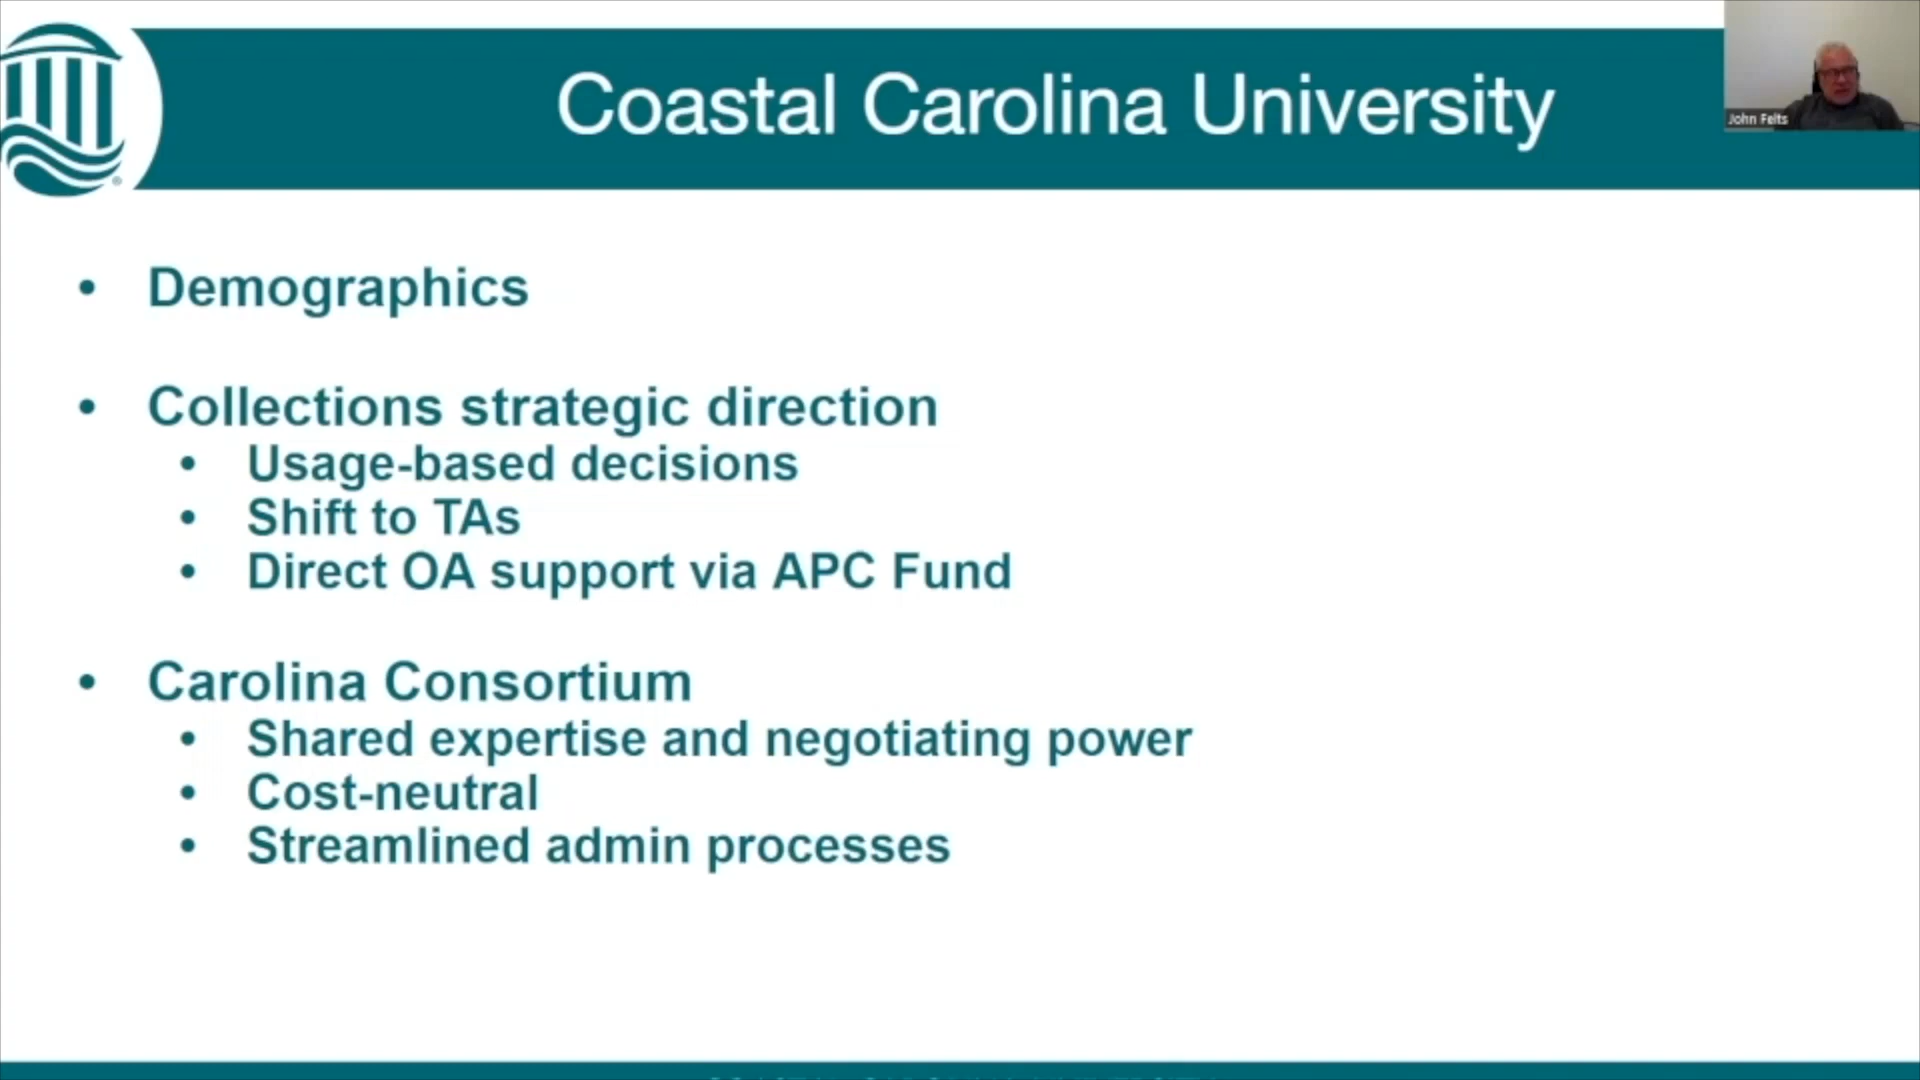 Coastal Carolina University
John Felts
• Demographics
• Collections strategic direction
• Usage-based decisions
• Shift to TAs
• Direct OA support via APC Fund
• Carolina Consortium
• Shared expertise and negotiating power
• Cost-neutral
• Streamlined admin processes